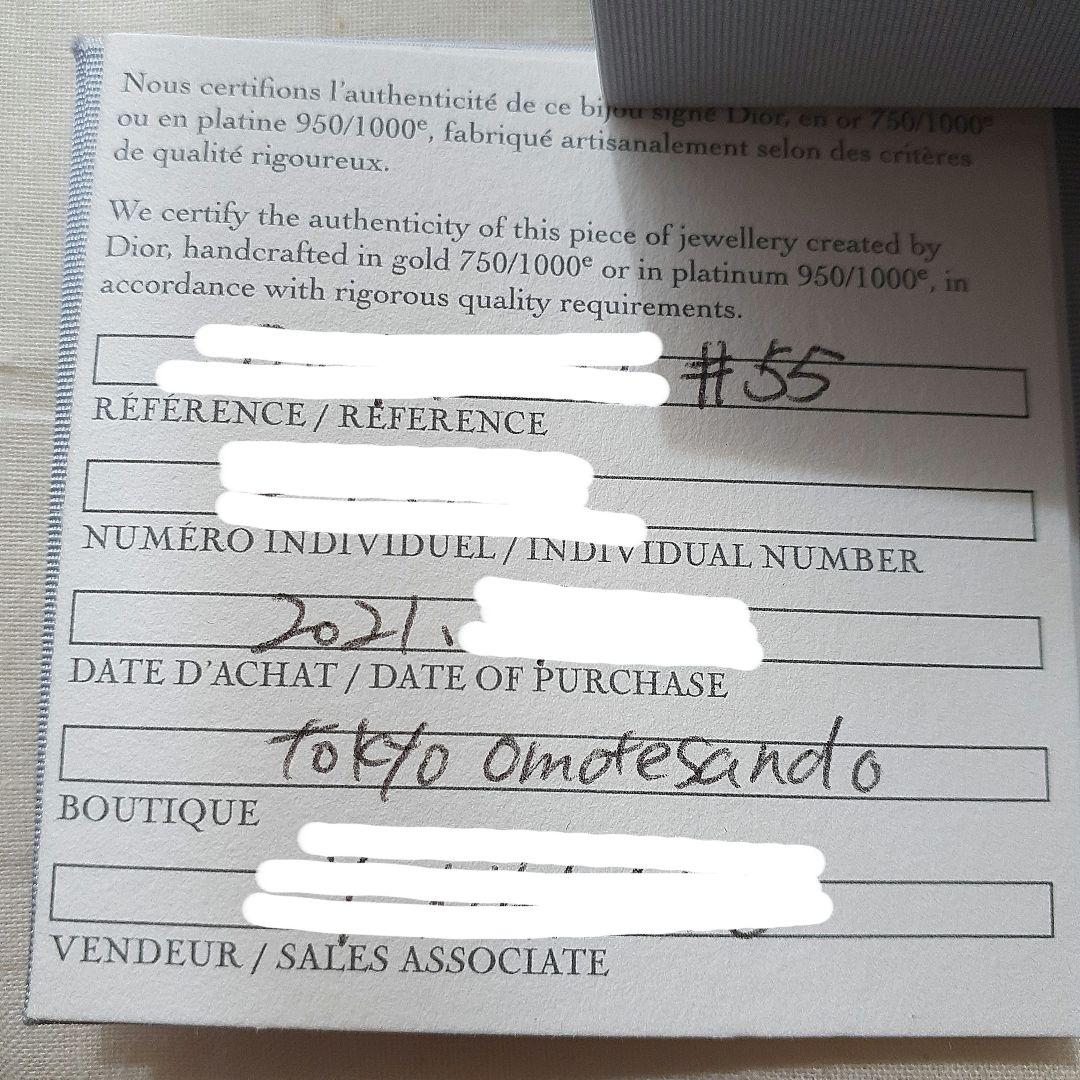 Nous certifions l'authenticité de ce bijou signé Dior, en or 750/1000e
ou en platine 950/1000e, fabriqué artisanalement selon des critères
de qualité rigoureux.
We certify the authenticity of this piece of jewellery created by
Dior, handcrafted in gold 750/1000e or in platinum 950/1000e, in
accordance with rigorous quality requirements.
#55
RÉFÉRENCE / REFERENCE
NUMÉRO INDIVIDUEL / INDIVIDUAL NUMBER
2021.
DATE D'ACHAT / DATE OF PURCHASE
Tokyo omotesando
BOUTIQUE
VENDEUR / SALES ASSOCIATE